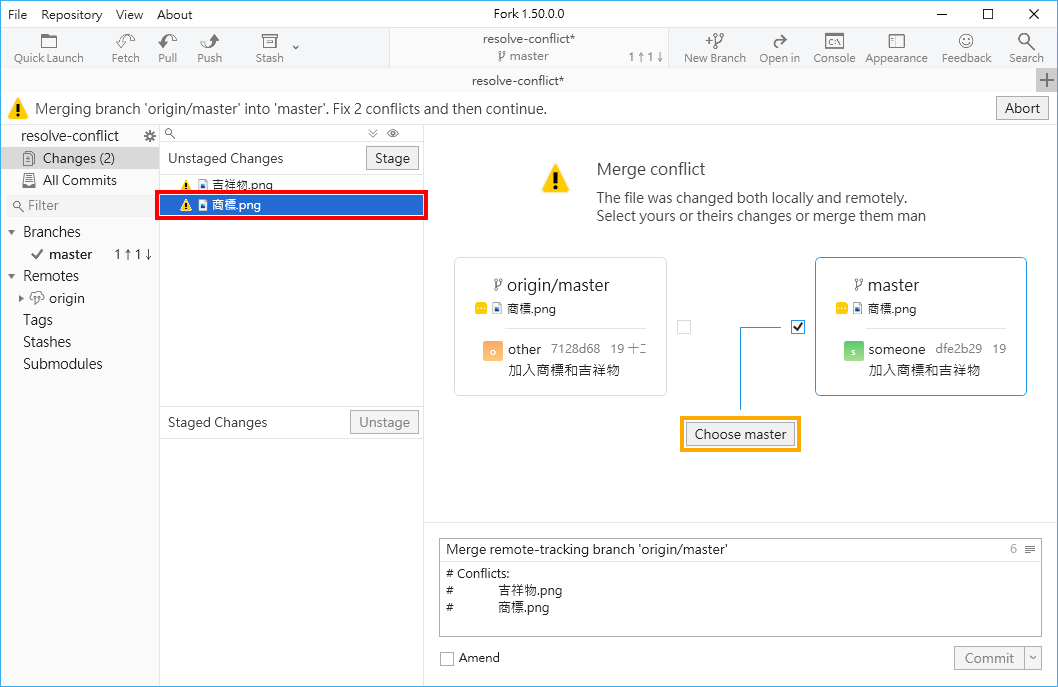 File Repository View About Fork 1.50.0.0
Quick Launch Fetch Pull Push Stash resolve-conflict* master 1↑1↓ New Branch Open in Console Appearance Feedback Search
resolve-conflict*
Merging branch 'origin/master' into 'master'. Fix 2 conflicts and then continue. Abort
resolve-conflict
Changes (2)
All Commits
Filter
Branches
master 1↑1↓
Remotes
origin
Tags
Stashes
Submodules
Unstaged Changes Stage
吉祥物.png
商標.png
Staged Changes Unstage
Merge conflict
The file was changed both locally and remotely.
Select yours or theirs changes or merge them man
origin/master
商標.png
o other 7128d68 19
加入商標和吉祥物
master
商標.png
s someone dfe2b29 19
加入商標和吉祥物
Choose master
Merge remote-tracking branch 'origin/master' 6
# Conflicts:
# 吉祥物.png
# 商標.png
Amend Commit